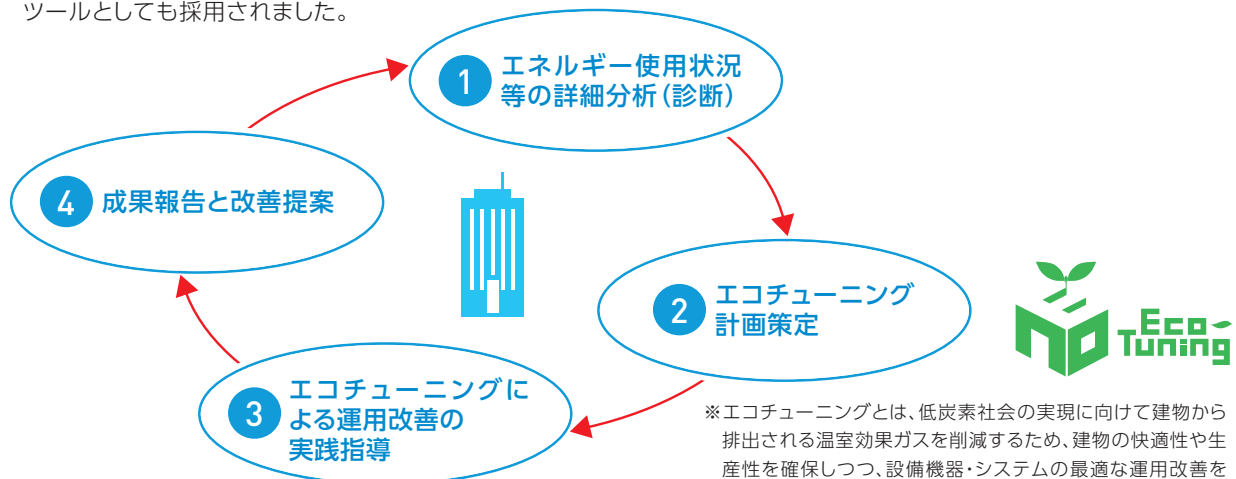 ツールとしても採用されました。
1 エネルギー使用状況
等の詳細分析(診断)
2 エコチューニング
計画策定
3 エコチューニングに
よる運用改善の
実践指導
4 成果報告と改善提案
Eco-
Tuning
※エコチューニングとは、低炭素社会の実現に向けて建物から
排出される温室効果ガスを削減するため、建物の快適性や生
産性を確保しつつ、設備機器・システムの最適な運用改善を